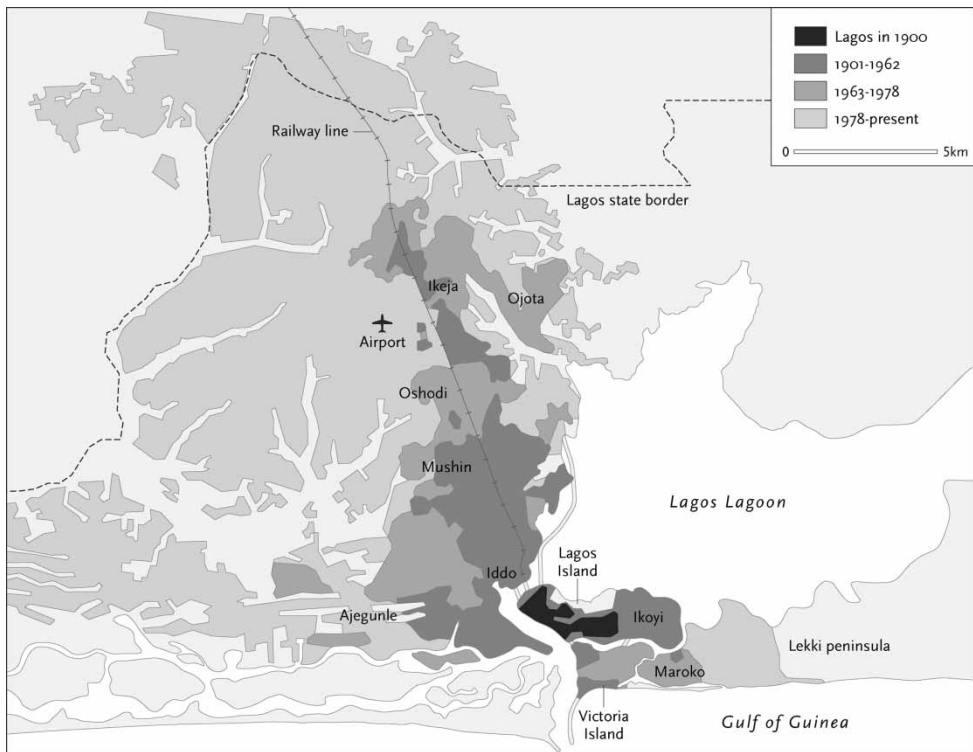 Lagos in 1900
1901-1962
1963-1978
1978-present
0 5km
Railway line
Lagos state border
Ikeja
Ojota
Airport
Oshodi
Mushin
Lagos Lagoon
Lagos
Island
Iddo
Ajegunle
Ikoyi
Lekki peninsula
Maroko
Victoria
Island
Gulf of Guinea